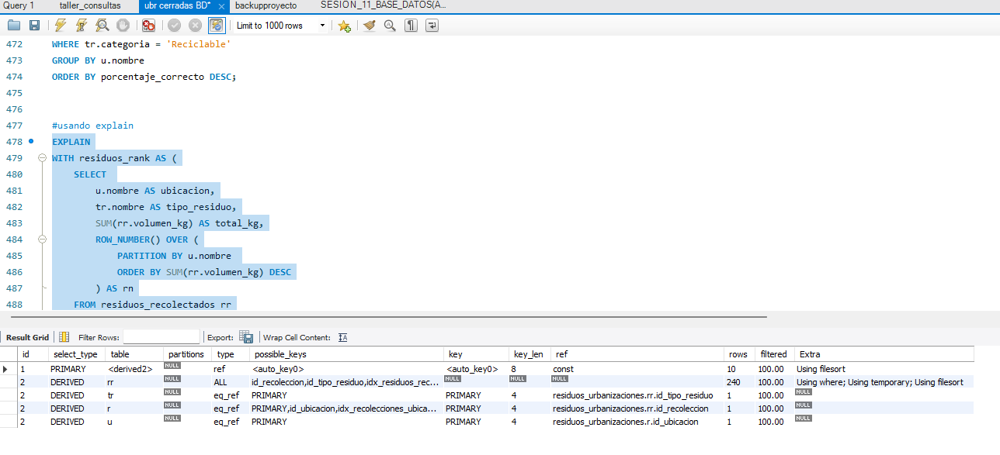 Query 1 taller_consultas ubr cerradas BD* backupproyecto SESION_11_BASE_DATOS(A...
Limit to 1000 rows
472 WHERE tr.categoria = 'Reciclable'
473 GROUP BY u.nombre
474 ORDER BY porcentaje_correcto DESC;
475
476
477 #usando explain
478 EXPLAIN
479 WITH residuos_rank AS (
480 SELECT
481 u.nombre AS ubicacion,
482 tr.nombre AS tipo_residuo,
483 SUM(rr.volumen_kg) AS total_kg,
484 ROW_NUMBER() OVER (
485 PARTITION BY u.nombre
486 ORDER BY SUM(rr.volumen_kg) DESC
487 ) AS rn
488 FROM residuos_recolectados rr
Result Grid Filter Rows: Export: Wrap Cell Content: IA
id select_type table partitions type possible_keys key key_len ref rows filtered Extra
1 PRIMARY <derived2> NULL ref <auto_key0> <auto_key0> 8 const 10 100.00 Using filesort
2 DERIVED rr NULL ALL id_recoleccion,id_tipo_residuo,idx_residuos_rec... NULL NULL NULL 240 100.00 Using where; Using temporary; Using filesort
2 DERIVED tr NULL eq_ref PRIMARY PRIMARY 4 residuos_urbanizaciones.rr.id_tipo_residuo 1 100.00 NULL
2 DERIVED r NULL eq_ref PRIMARY,id_ubicacion,idx_recolecciones_ubica... PRIMARY 4 residuos_urbanizaciones.rr.id_recoleccion 1 100.00 NULL
2 DERIVED u NULL eq_ref PRIMARY PRIMARY 4 residuos_urbanizaciones.r.id_ubicacion 1 100.00 NULL